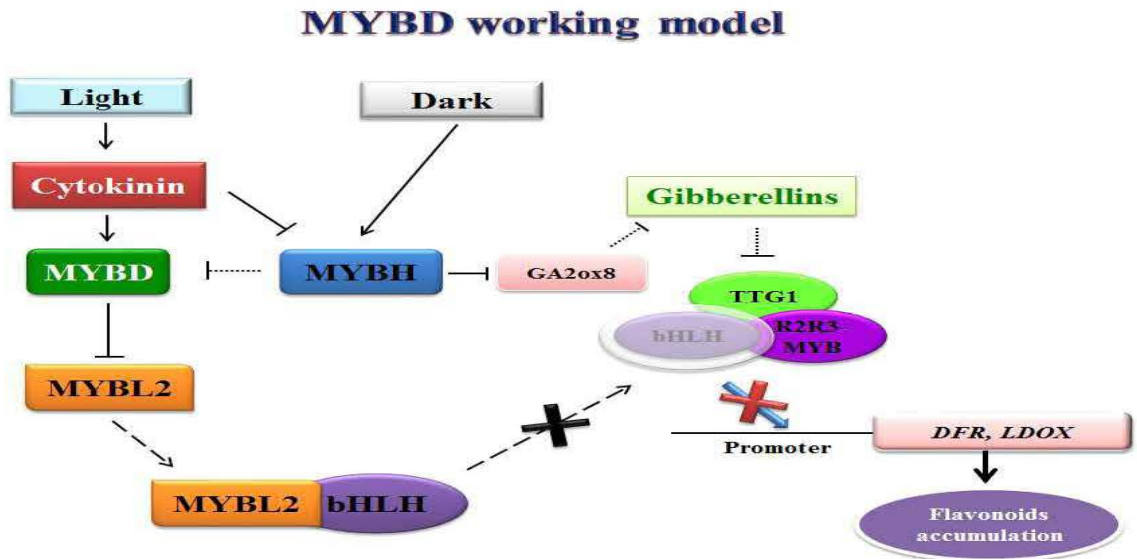 MYBD working model
Light
Dark
Cytokinin
Gibberellins
MYBD
MYBH
GA2ox8
TTG1
bHLH
R2R3-
MYB
MYBL2
Promoter
DFR, LDOX
MYBL2
bHLH
Flavonoids
accumulation